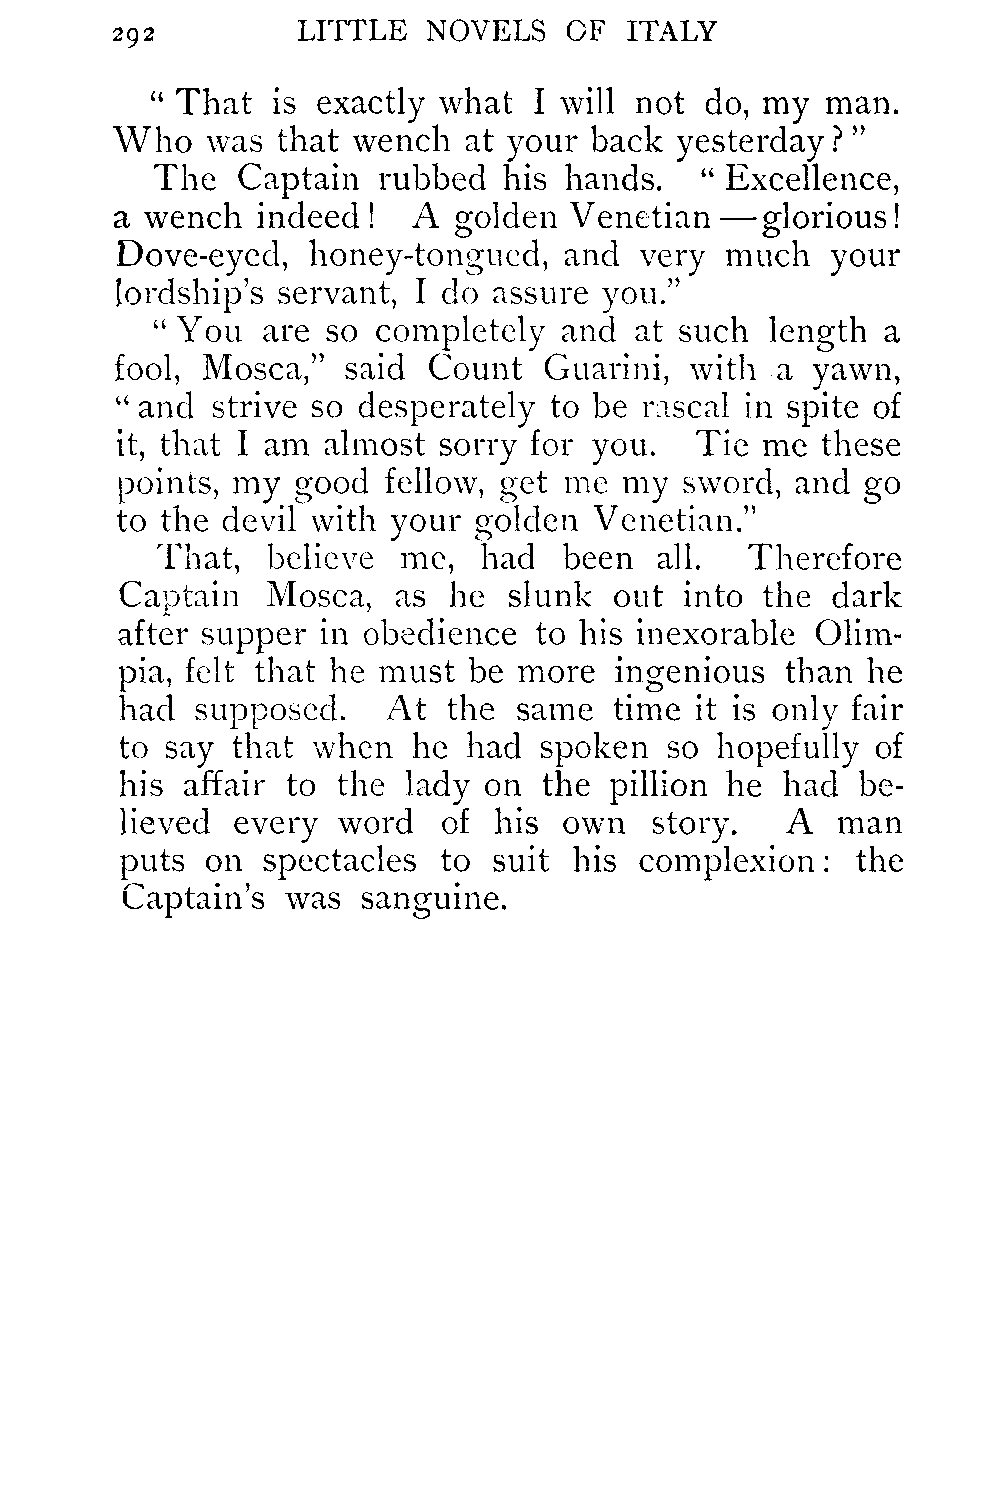 292 LITTLE NOVELS OF ITALY
“ That is exactly what I will not do, my man.
Who was that wench at your back yesterday ? ”
The Captain rubbed his hands. “ Excellence,
a wench indeed ! A golden Venetian — glorious !
Dove-eyed, honey-tongued, and very much your
lordship’s servant, I do assure you.”
“ You are so completely and at such length a
fool, Mosca,” said Count Guarini, with a yawn,
“ and strive so desperately to be rascal in spite of
it, that I am almost sorry for you. Tie me these
points, my good fellow, get me my sword, and go
to the devil with your golden Venetian.”
That, believe me, had been all. Therefore
Captain Mosca, as he slunk out into the dark
after supper in obedience to his inexorable Olim-
pia, felt that he must be more ingenious than he
had supposed. At the same time it is only fair
to say that when he had spoken so hopefully of
his affair to the lady on the pillion he had be-
lieved every word of his own story. A man
puts on spectacles to suit his complexion : the
Captain’s was sanguine.